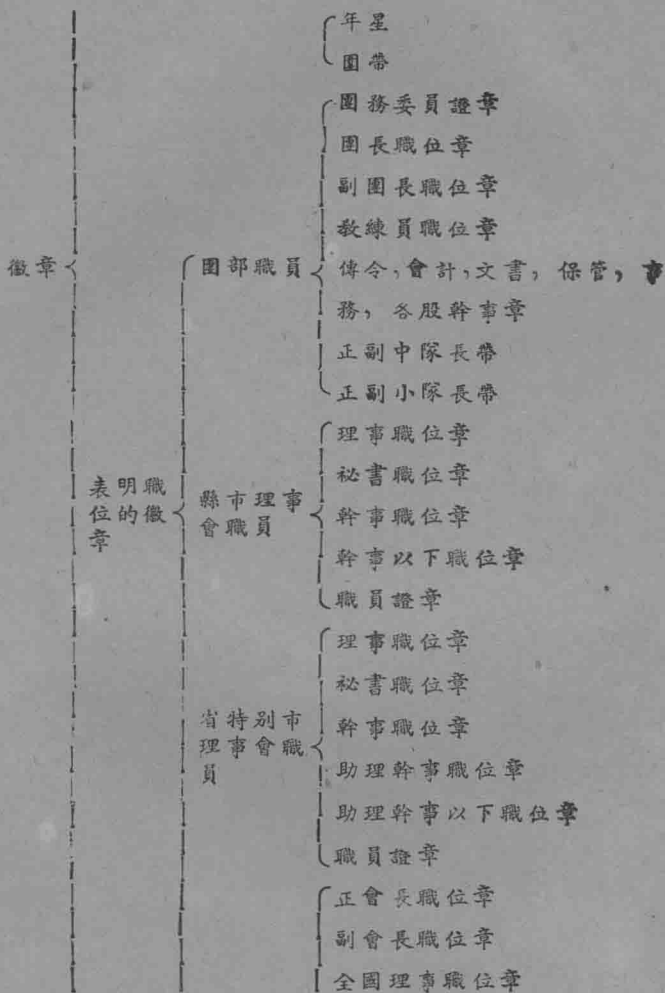 年星
團帶
團務委員證章
團長職位章
副團長職位章
教練員職位章
徽章
團部職員
傳令,會計,文書,保管,事
務,各股幹事章
正副中隊長帶
正副小隊長帶
表明職
位的徽
章
縣市理事
會職員
理事職位章
秘書職位章
幹事職位章
幹事以下職位章
職員證章
省特別市
理事會職
員
理事職位章
秘書職位章
幹事職位章
助理幹事職位章
助理幹事以下職位章
職員證章
正會長職位章
副會長職位章
全國理事職位章